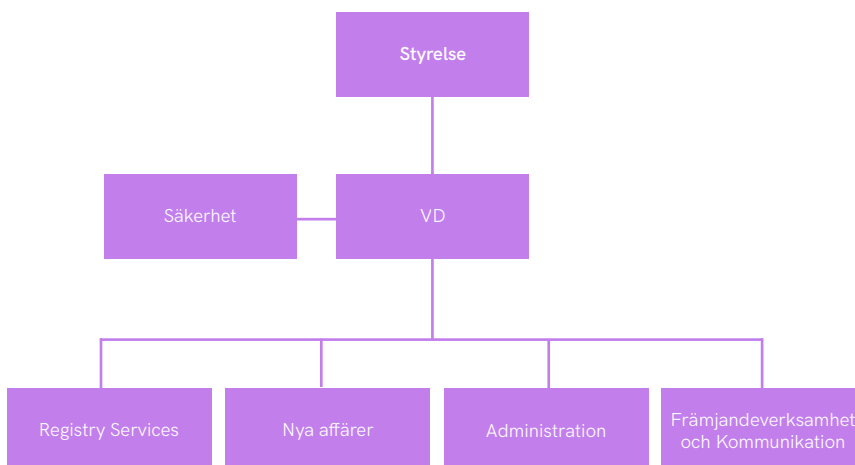 Styrelse
Säkerhet
VD
Registry Services
Nya affärer
Administration
Främjandeverksamhet
och Kommunikation